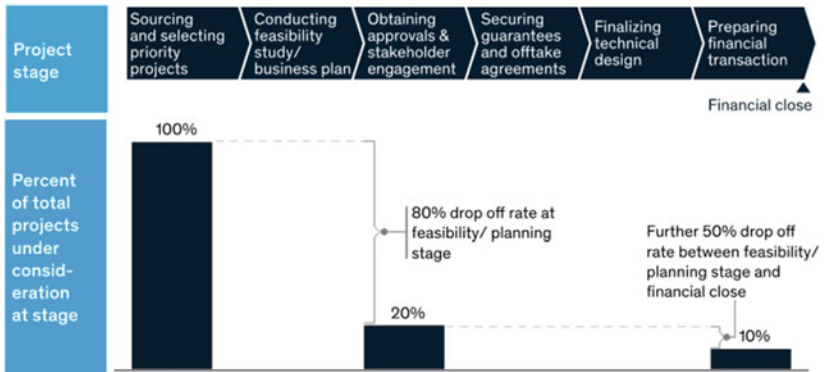 Project
stage
Sourcing
and selecting
priority
projects
Conducting
feasibility
study/
business plan
Obtaining
approvals &
stakeholder
engagement
Securing
guarantees
and offtake
agreements
Finalizing
technical
design
Preparing
financial
transaction
Financial close
Percent
of total
projects
under
consid-
eration
at stage
100%
80% drop off rate at
feasibility/ planning
stage
20%
Further 50% drop off
rate between feasibility/
planning stage and
financial close
10%